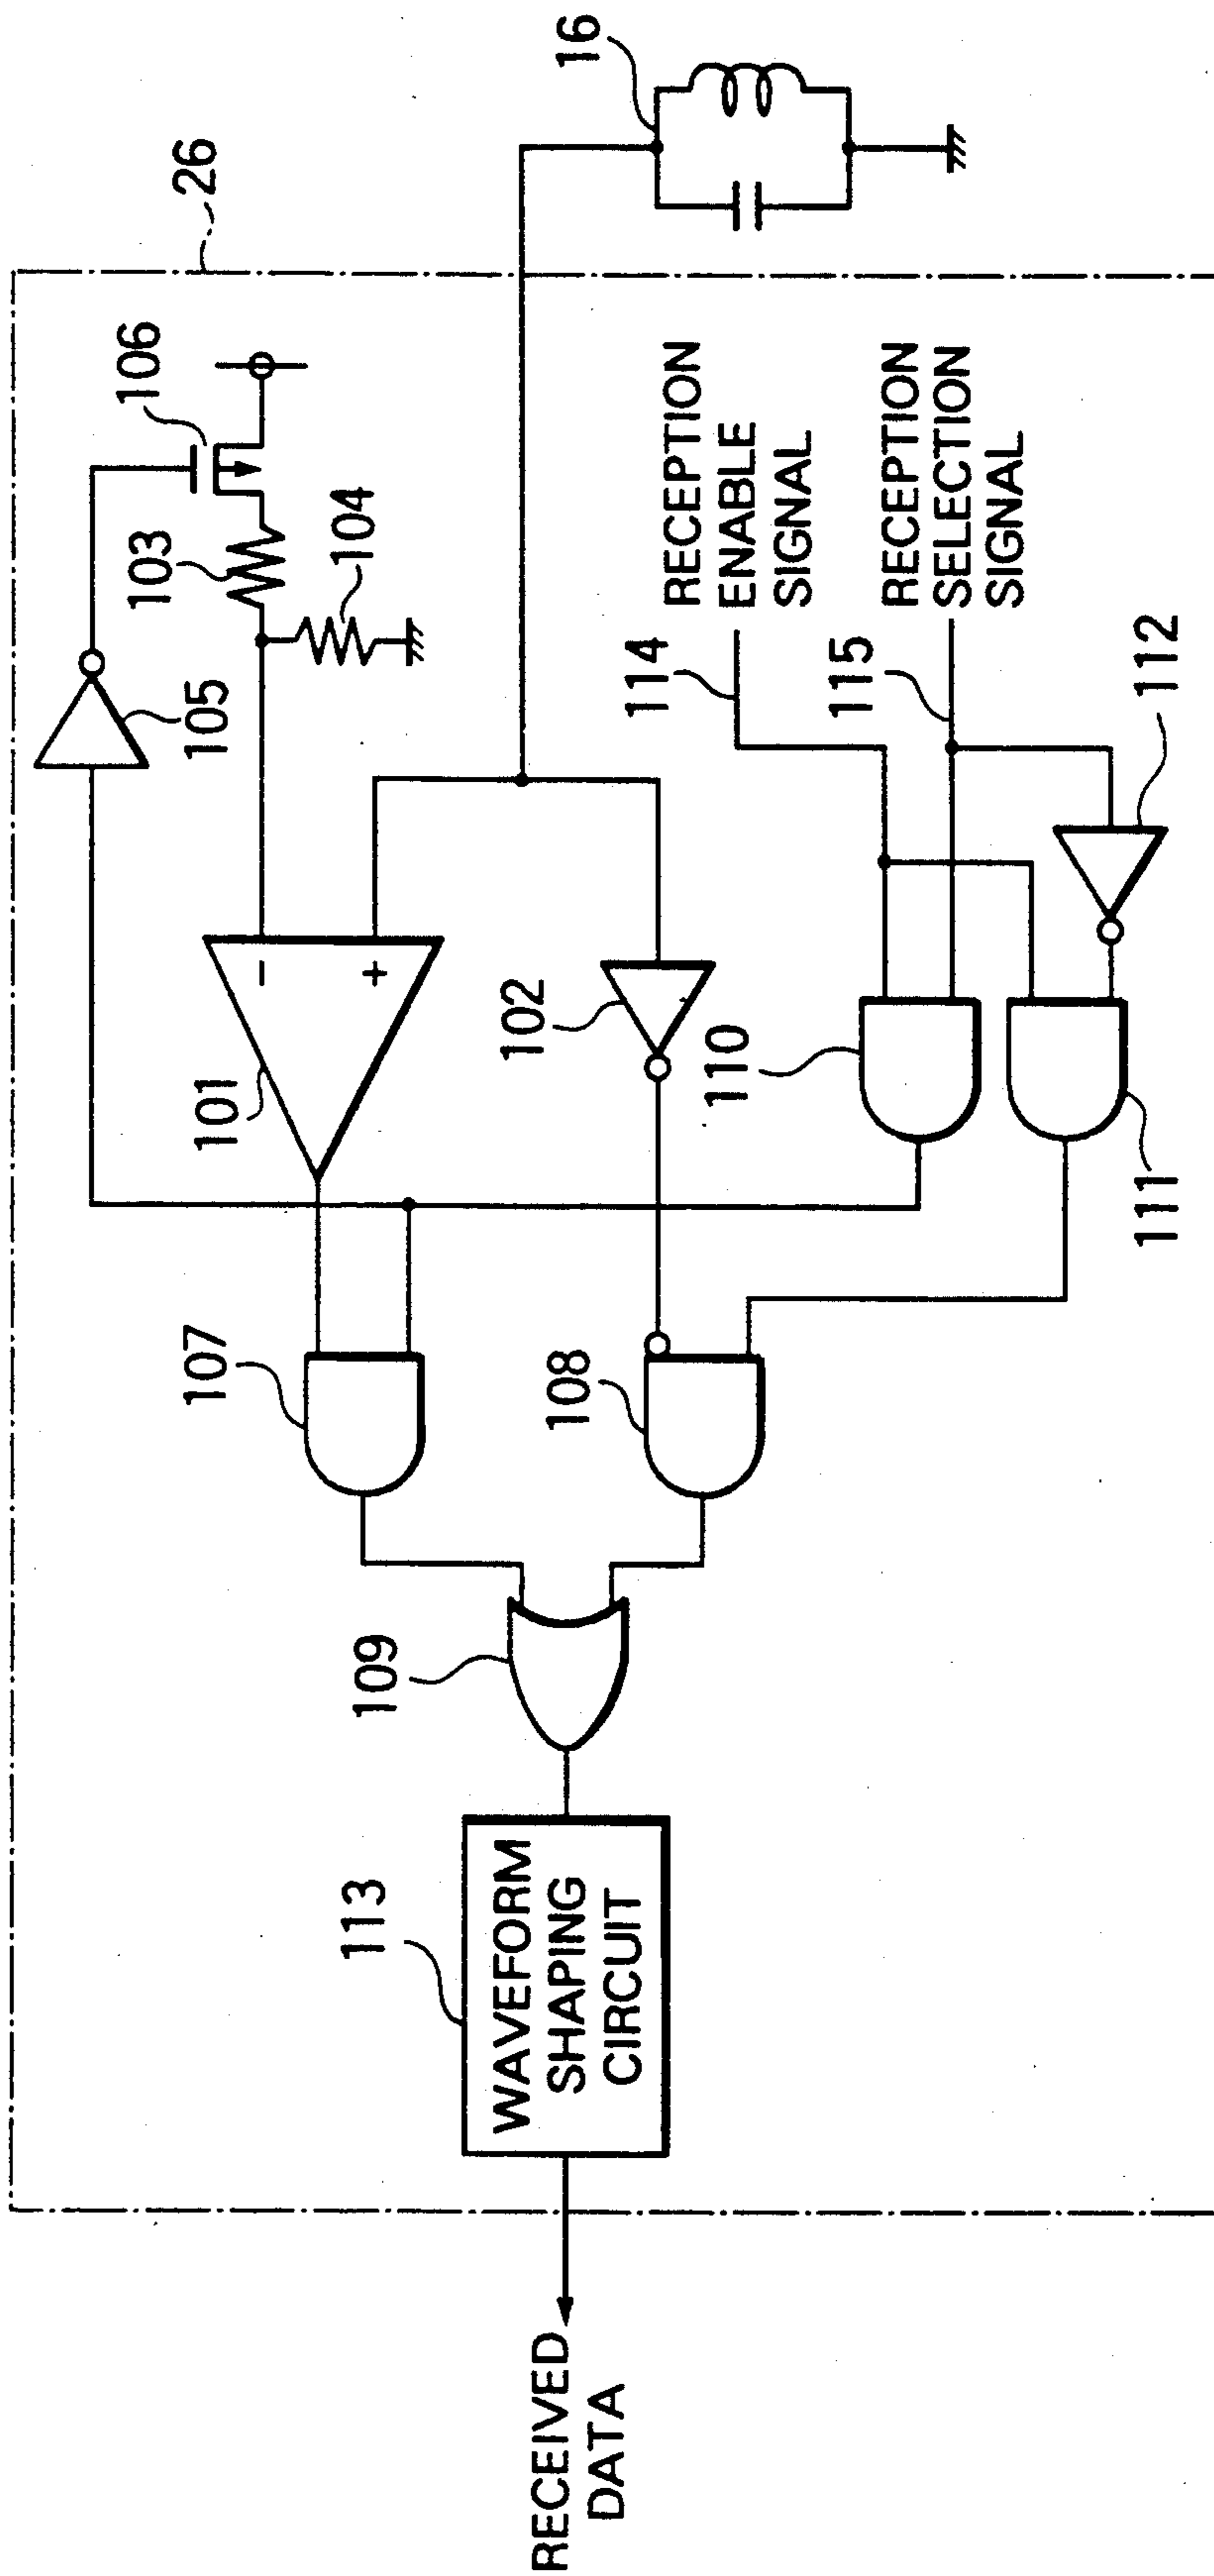 26
16
106
103
104
105
101
102
RECEPTION
ENABLE
SIGNAL
114
RECEPTION
SELECTION
SIGNAL
115
112
110
111
107
108
109
113
WAVEFORM
SHAPING
CIRCUIT
RECEIVED
DATA
−
+